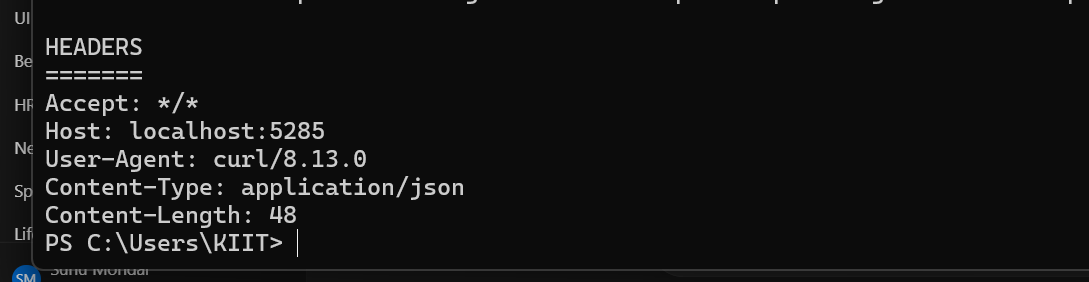 UI
HEADERS
Be
=======
Accept: */*
HR
Host: localhost:5285
User-Agent: curl/8.13.0
Ne
Content-Type: application/json
Sp
Content-Length: 48
Lif
PS C:\Users\KIIT>
SM